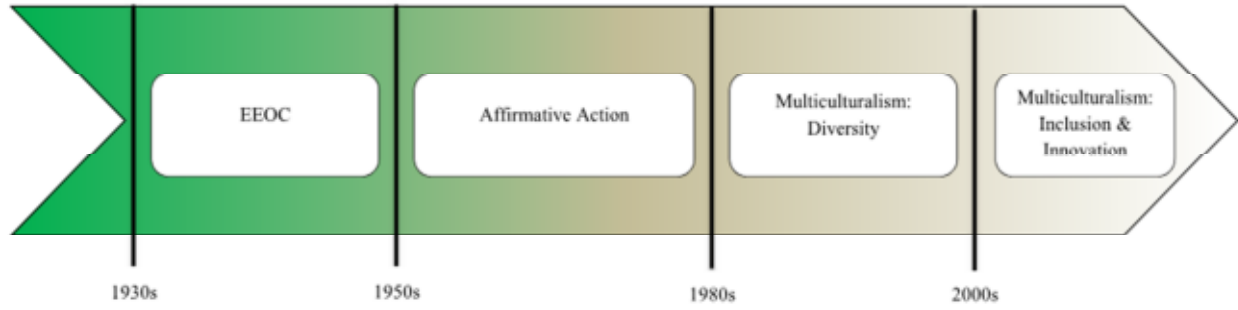 EEOC
Affirmative Action
Multiculturalism:
Diversity
Multiculturalism:
Inclusion &
Innovation
1930s
1950s
1980s
2000s